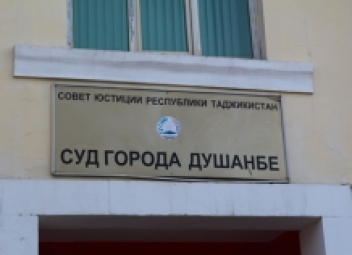 СОВЕТ ЮСТИЦИИ РЕСПУБЛИКИ ТАДЖИКИСТАН
СУД ГОРОДА ДУШАНБЕ